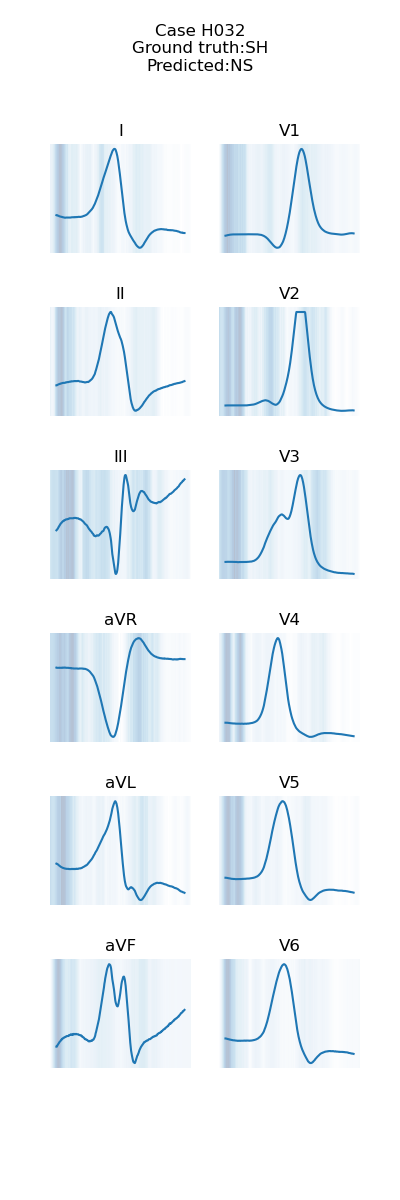 Case H032
Ground truth:SH
Predicted:NS
I
V1
II
V2
III
V3
aVR
V4
aVL
V5
aVF
V6